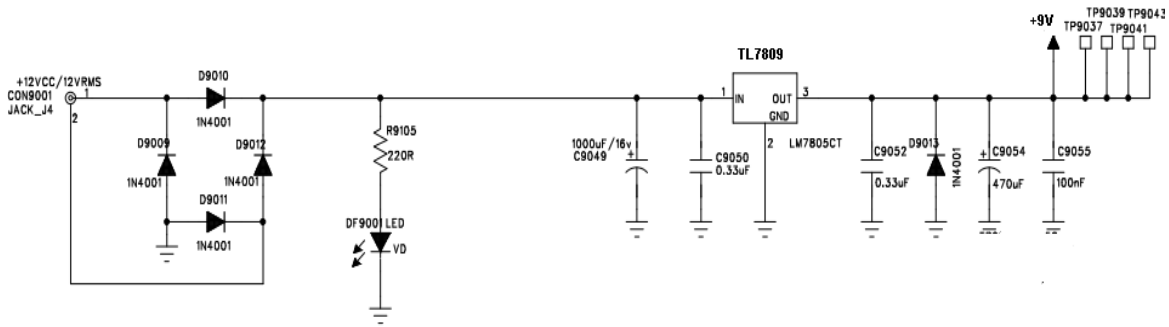 +9V
TP9039 TP9043
TP9037 TP9041
TL7809
+12VCC/12VRMS
CON9001
JACK_J4
1
2
D9010
1N4001
D9009
1N4001
D9012
1N4001
D9011
1N4001
R9105
220R
DF9001 LED
VD
1000uF/16v
C9049
C9050
0.33uF
1 IN OUT 3
GND
2
LM7805CT
C9052
0.33uF
D9013
1N4001
C9054
470uF
C9055
100nF